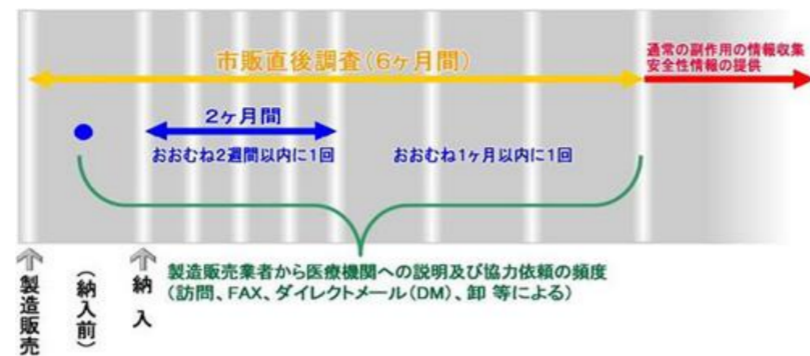 市販直後調査(6ヶ月間)
通常の副作用の情報収集
安全性情報の提供
2ヶ月間
おおむね2週間以内に1回
おおむね1ヶ月以内に1回
製造販売業者から医療機関への説明及び協力依頼の頻度
(訪問、FAX、ダイレクトメール(DM)、卸 等による)
製造販売
(納入前)
納入